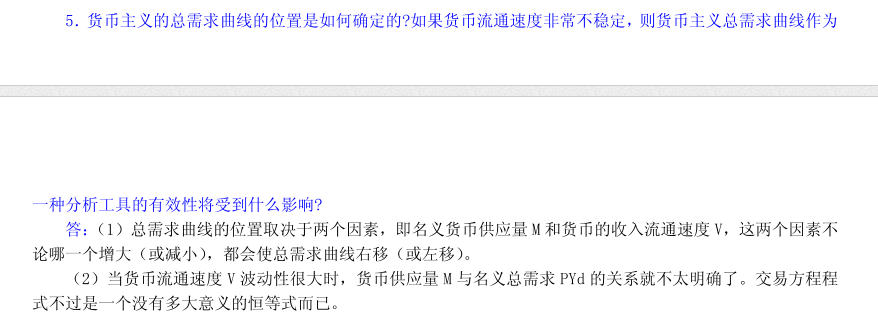 5．货币主义的总需求曲线的位置是如何确定的?如果货币流通速度非常不稳定，则货币主义总需求曲线作为
一种分析工具的有效性将受到什么影响?
答：（1）总需求曲线的位置取决于两个因素，即名义货币供应量 M 和货币的收入流通速度 V，这两个因素不
论哪一个增大（或减小），都会使总需求曲线右移（或左移）。
（2）当货币流通速度 V 波动性很大时，货币供应量 M 与名义总需求 PYd 的关系就不太明确了。交易方程程
式不过是一个没有多大意义的恒等式而已。